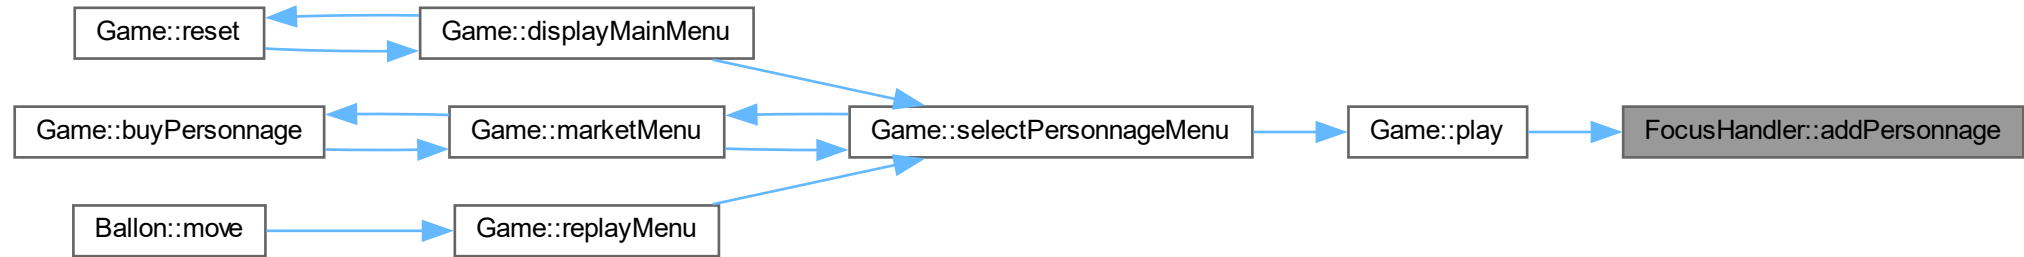 Game::reset
Game::displayMainMenu
Game::buyPersonnage
Game::marketMenu
Game::selectPersonnageMenu
Game::play
FocusHandler::addPersonnage
Ballon::move
Game::replayMenu